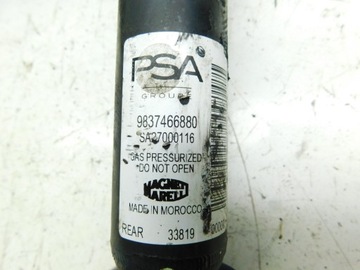 PSA
GROUPE
9837466880
SA27000116
GAS PRESSURIZED
DO NOT OPEN
MAGNETI
MARELLI
MADE IN MOROCCO
REAR 33819